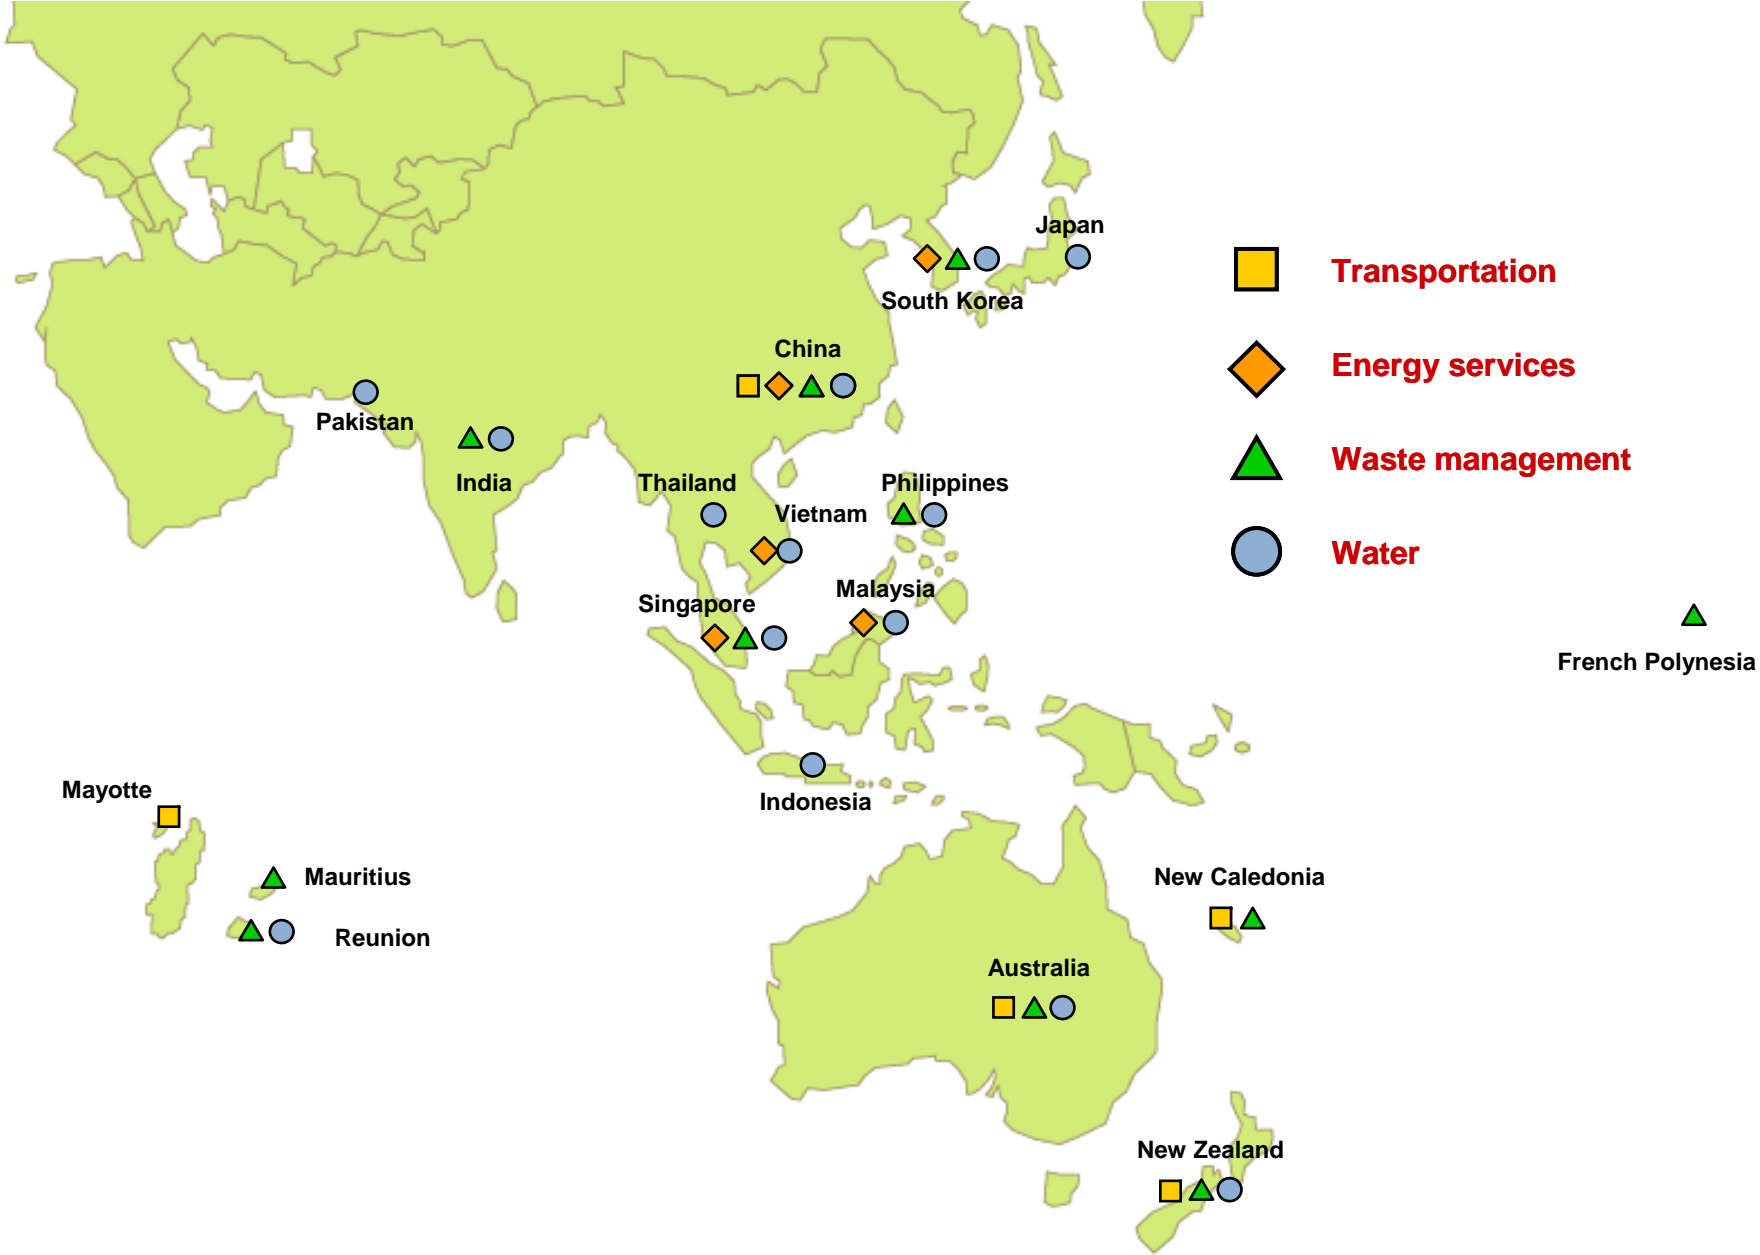 Japan
Transportation
South Korea
China
Energy services
Pakistan
Waste management
India
Thailand
Philippines
Vietnam
Water
Malaysia
Singapore
French Polynesia
Mayotte
Indonesia
Mauritius
New Caledonia
Reunion
Australia
New Zealand